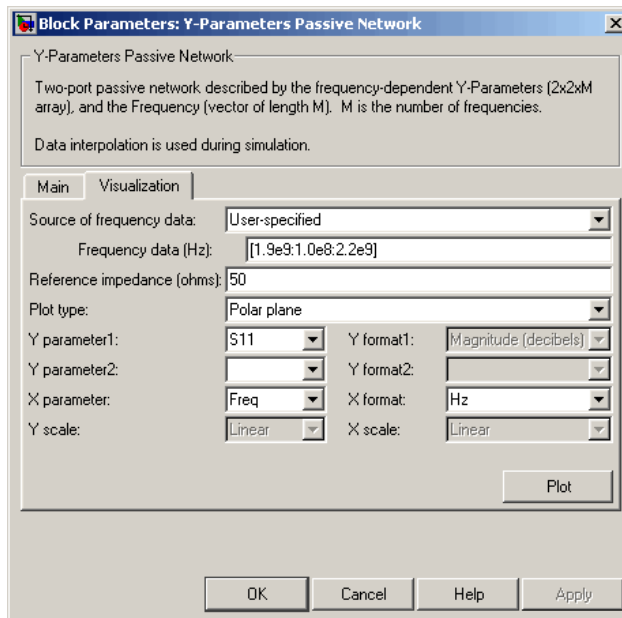 Block Parameters: Y-Parameters Passive Network
Y-Parameters Passive Network
Two-port passive network described by the frequency-dependent Y-Parameters (2x2xM
array), and the Frequency (vector of length M). M is the number of frequencies.
Data interpolation is used during simulation.
Main Visualization
Source of frequency data: User-specified
Frequency data (Hz): [1.9e9:1.0e8:2.2e9]
Reference impedance (ohms): 50
Plot type: Polar plane
Y parameter1: S11 Y format1: Magnitude (decibels)
Y parameter2: Y format2:
X parameter: Freq X format: Hz
Y scale: Linear X scale: Linear
Plot
OK Cancel Help Apply